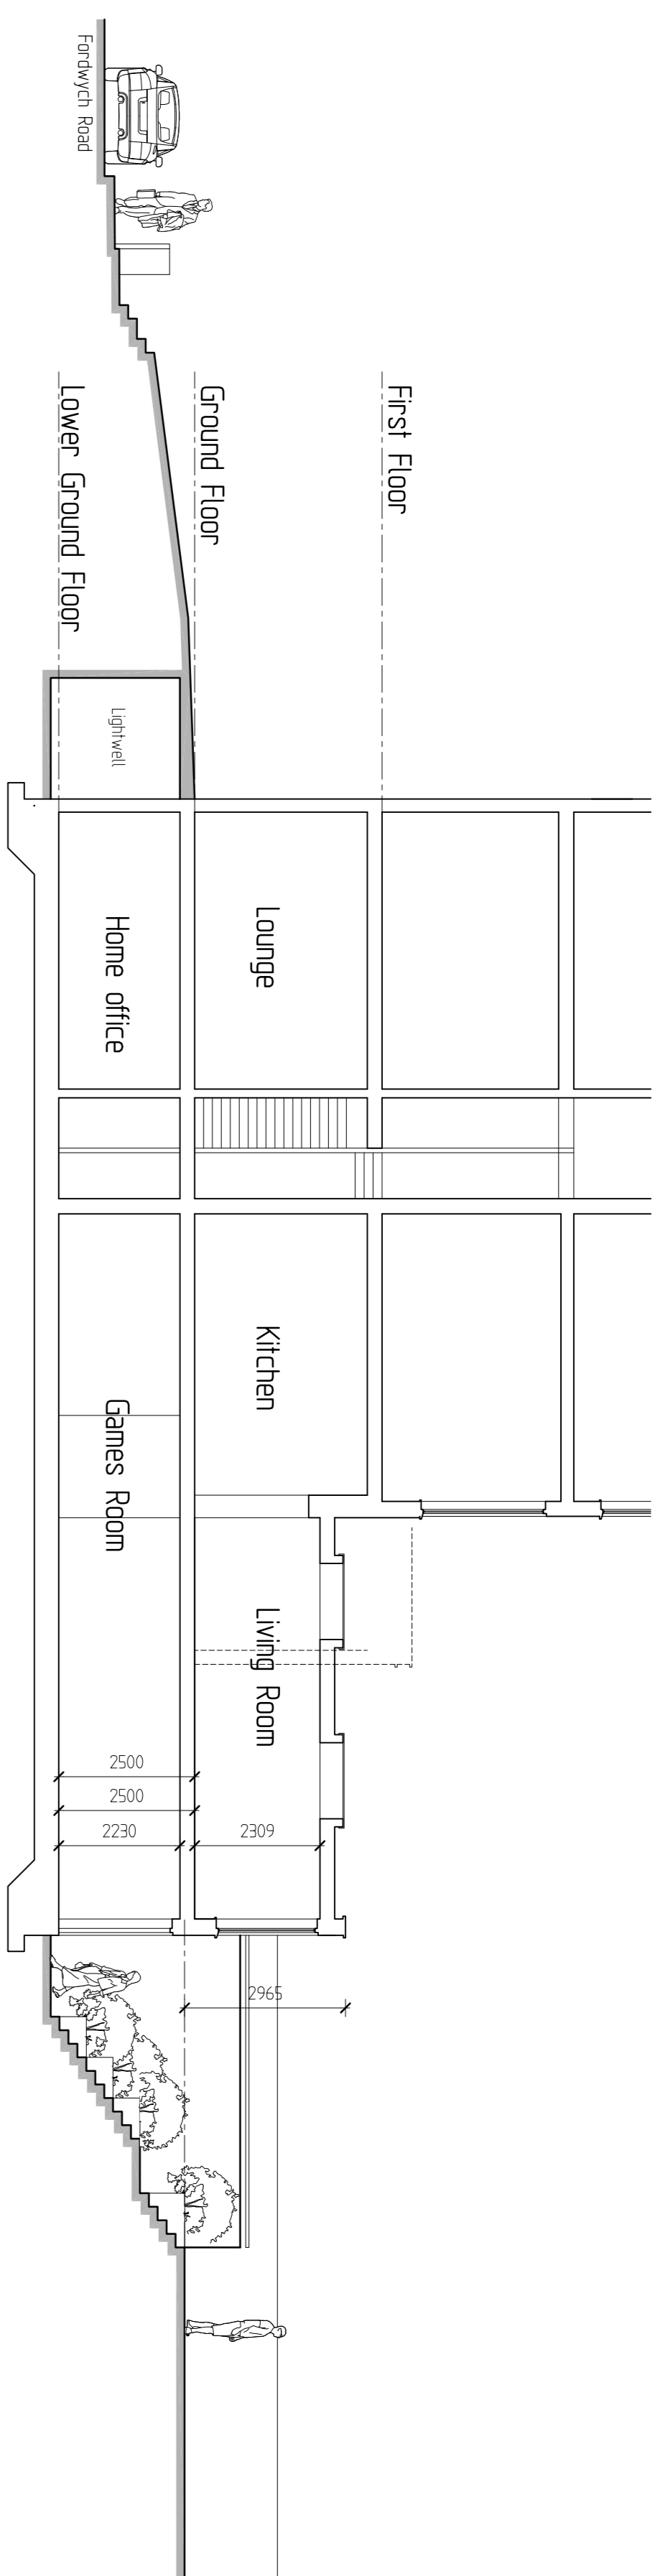 First Floor
Ground Floor
Lower Ground Floor
Fordwych Road
Lightwell
Lounge
Home office
Kitchen
Games Room
Living Room
2500
2500
2230
2309
2965